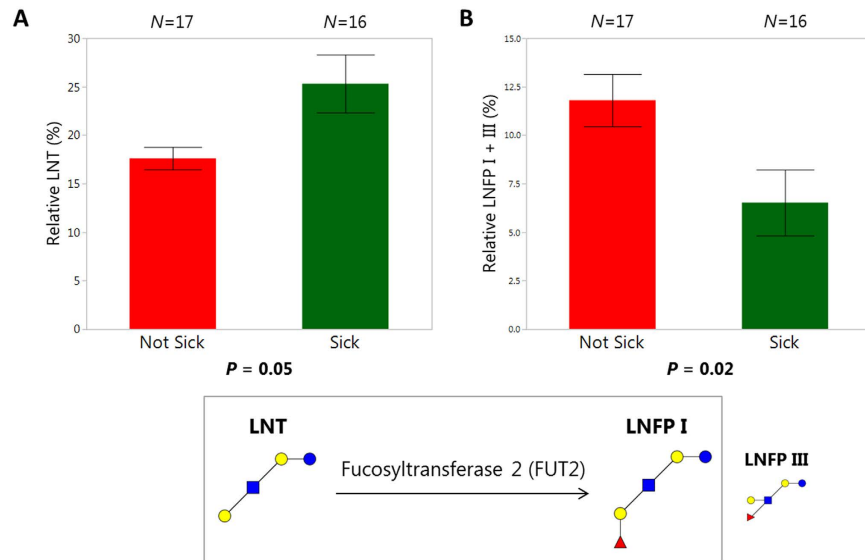 A
N=17
N=16
30
25
20
15
10
5
0
Relative LNT (%)
Not Sick
Sick
P = 0.05
B
N=17
N=16
15.0
12.5
10.0
7.5
5.0
2.5
0.0
Relative LNFP I + III (%)
Not Sick
Sick
P = 0.02
LNT
Fucosyltransferase 2 (FUT2)
LNFP I
LNFP III